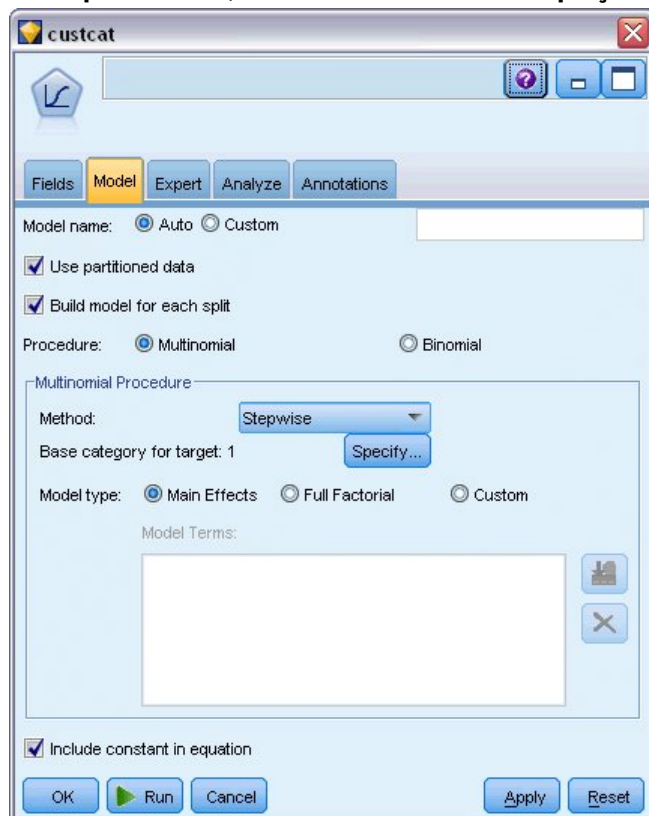 custcat
?
Fields Model Expert Analyze Annotations
Model name: Auto Custom
Use partitioned data
Build model for each split
Procedure: Multinomial Binomial
Multinomial Procedure
Method: Stepwise
Base category for target: 1 Specify...
Model type: Main Effects Full Factorial Custom
Model Terms:
Include constant in equation
OK Run Cancel Apply Reset